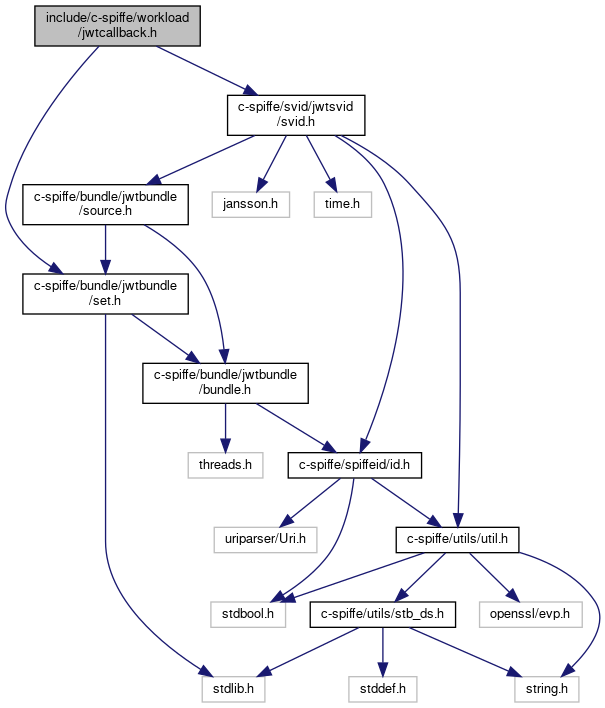 include/c-spiffe/workload
/jwtcallback.h
c-spiffe/svid/jwtsvid
/svid.h
c-spiffe/bundle/jwtbundle
/source.h
jansson.h
time.h
c-spiffe/bundle/jwtbundle
/set.h
c-spiffe/bundle/jwtbundle
/bundle.h
threads.h
c-spiffe/spiffeid/id.h
uriparser/Uri.h
c-spiffe/utils/util.h
stdbool.h
c-spiffe/utils/stb_ds.h
openssl/evp.h
stdlib.h
stddef.h
string.h